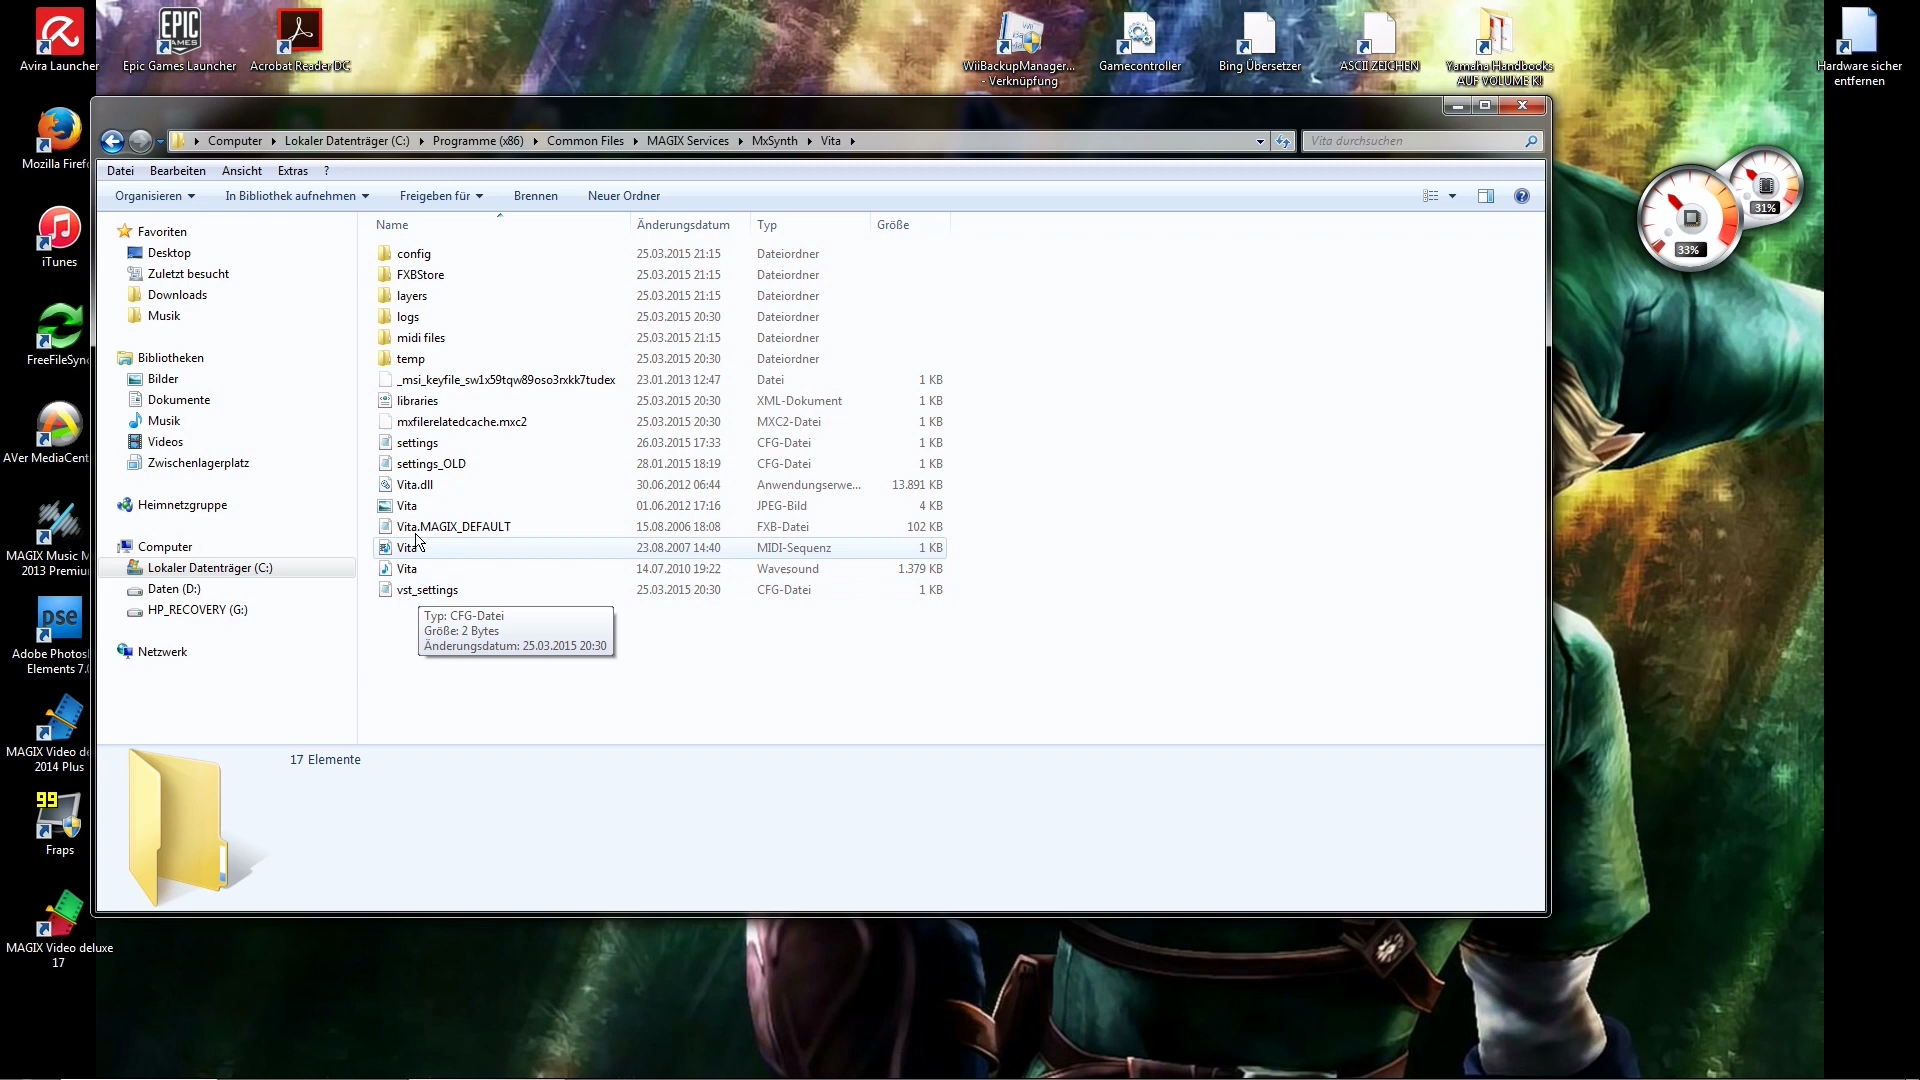 Avira Launcher
Epic Games Launcher
Acrobat Reader DC
WiiBackupManager...
- Verknüpfung
Gamecontroller
Bing Übersetzer
ASCII ZEICHEN
Yamaha Handbooks
AUF VOLUME K!
Hardware sicher
entfernen
EPIC
GAMES
Mozilla Firef
iTunes
FreeFileSyn
AVer MediaCent
MAGIX Music M
2013 Premiu
pse
Adobe Photos
Elements 7.0
MAGIX Video de
2014 Plus
99
Fraps
MAGIX Video deluxe
17
Computer
Lokaler Datenträger (C:)
Programme (x86)
Common Files
MAGIX Services
MxSynth
Vita
Vita durchsuchen
Datei Bearbeiten Ansicht Extras ?
Organisieren In Bibliothek aufnehmen Freigeben für Brennen Neuer Ordner
Favoriten
Desktop
Zuletzt besucht
Downloads
Musik
Bibliotheken
Bilder
Dokumente
Musik
Videos
Zwischenlagerplatz
Heimnetzgruppe
Computer
Lokaler Datenträger (C:)
Daten (D:)
HP_RECOVERY (G:)
Netzwerk
Name Änderungsdatum Typ Größe
config 25.03.2015 21:15 Dateiordner
FXBStore 25.03.2015 21:15 Dateiordner
layers 25.03.2015 21:15 Dateiordner
logs 25.03.2015 20:30 Dateiordner
midi files 25.03.2015 21:15 Dateiordner
temp 25.03.2015 20:30 Dateiordner
_msi_keyfile_sw1x59tqw89oso3rxkk7tudex 23.01.2013 12:47 Datei 1 KB
libraries 25.03.2015 20:30 XML-Dokument 1 KB
mxfilerelatedcache.mxc2 25.03.2015 20:30 MXC2-Datei 1 KB
settings 26.03.2015 17:33 CFG-Datei 1 KB
settings_OLD 28.01.2015 18:19 CFG-Datei 1 KB
Vita.dll 30.06.2012 06:44 Anwendungserwe... 13.891 KB
Vita 01.06.2012 17:16 JPEG-Bild 4 KB
Vita.MAGIX_DEFAULT 15.08.2006 18:08 FXB-Datei 102 KB
Vita 23.08.2007 14:40 MIDI-Sequenz 1 KB
Vita 14.07.2010 19:22 Wavesound 1.379 KB
vst_settings 25.03.2015 20:30 CFG-Datei 1 KB
Typ: CFG-Datei
Größe: 2 Bytes
Änderungsdatum: 25.03.2015 20:30
17 Elemente
31%
33%